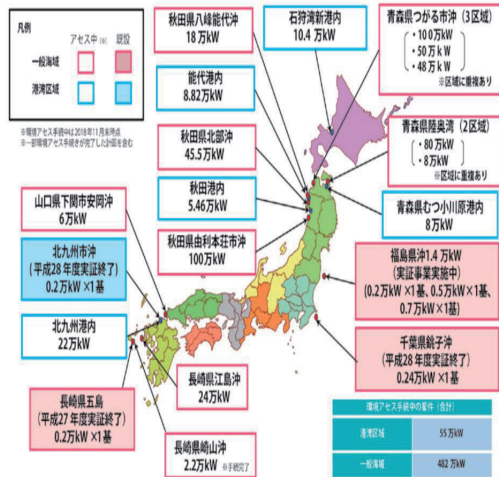 凡例
アセス中(※) 既設
一般海域
港湾区域
※環境アセス手続中は2018年11月末時点
※一部環境アセス手続きが完了した計画を含む
秋田県八峰能代沖
18万kW
石狩湾新港内
10.4万kW
青森県つがる市沖(3区域)
・100万kW
・50万kW
・48万kW
※区域に重複あり
能代港内
8.82万kW
青森県陸奥湾(2区域)
・80万kW
・8万kW
※区域に重複あり
秋田県北部沖
45.5万kW
秋田港内
5.46万kW
青森県むつ小川原港内
8万kW
山口県下関市安岡沖
6万kW
秋田県由利本荘市沖
100万kW
北九州市沖
(平成28年度実証終了)
0.2万kW×1基
福島県沖1.4万kW
(実証事業実施中)
(0.2万kW×1基、0.5万kW×1基、
0.7万kW×1基)
北九州港内
22万kW
千葉県銚子沖
(平成28年度実証終了)
0.24万kW×1基
長崎県江島沖
24万kW
長崎県五島
(平成27年度実証終了)
0.2万kW×1基
長崎県崎山沖
2.2万kW ※手続完了
環境アセス手続中の案件(合計)
港湾区域 55万kW
一般海域 482万kW